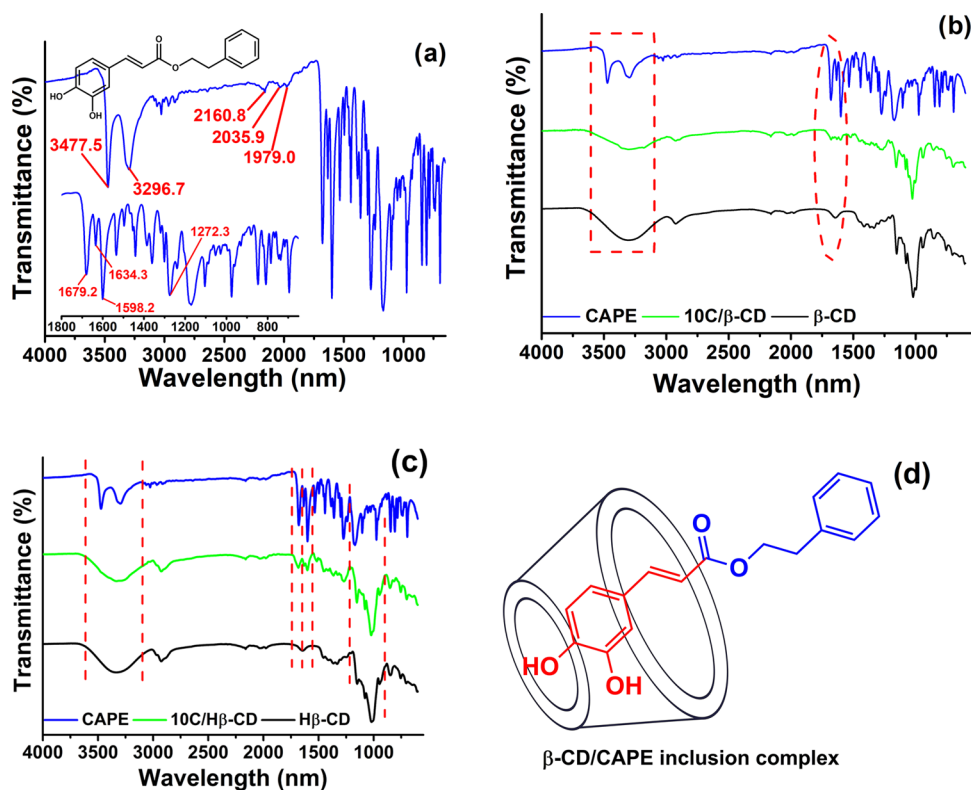 (a)
O
O
HO
OH
Transmittance (%)
3477.5
3296.7
2160.8
2035.9
1979.0
1679.2
1634.3
1598.2
1272.3
1800 1600 1400 1200 1000 800
4000 3500 3000 2500 2000 1500 1000
Wavelength (nm)
(b)
Transmittance (%)
CAPE 10C/β-CD β-CD
4000 3500 3000 2500 2000 1500 1000
Wavelength (nm)
(c)
Transmittance (%)
CAPE 10C/Hβ-CD Hβ-CD
4000 3500 3000 2500 2000 1500 1000
Wavelength (nm)
(d)
O
O
HO
OH
β-CD/CAPE inclusion complex